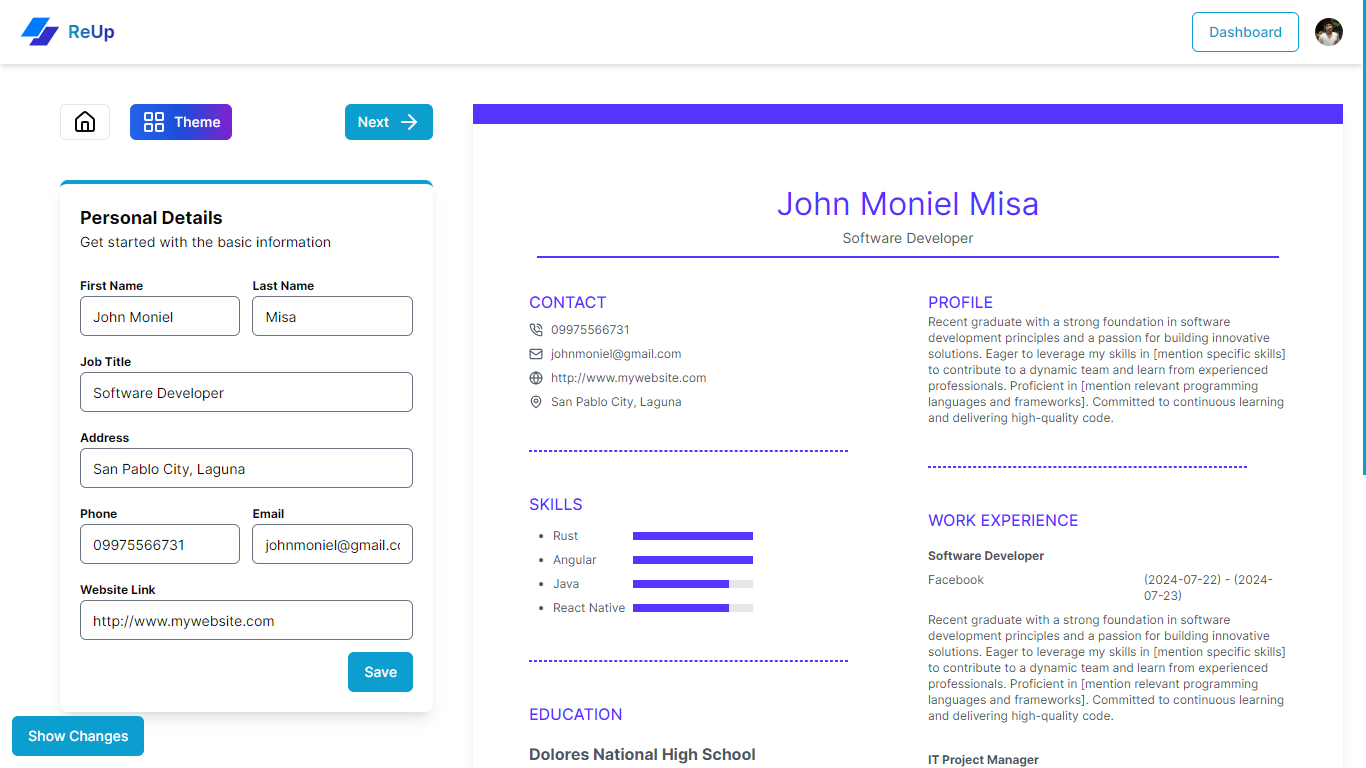 ReUp
Dashboard
Theme
Next
Personal Details
Get started with the basic information
First Name
Last Name
John Moniel
Misa
Job Title
Software Developer
Address
San Pablo City, Laguna
Phone
Email
09975566731
johnmoniel@gmail.co
Website Link
http://www.mywebsite.com
Save
Show Changes
John Moniel Misa
Software Developer
CONTACT
09975566731
johnmoniel@gmail.com
http://www.mywebsite.com
San Pablo City, Laguna
SKILLS
Rust
Angular
Java
React Native
EDUCATION
Dolores National High School
PROFILE
Recent graduate with a strong foundation in software
development principles and a passion for building innovative
solutions. Eager to leverage my skills in [mention specific skills]
to contribute to a dynamic team and learn from experienced
professionals. Proficient in [mention relevant programming
languages and frameworks]. Committed to continuous learning
and delivering high-quality code.
WORK EXPERIENCE
Software Developer
Facebook
(2024-07-22) - (2024-
07-23)
Recent graduate with a strong foundation in software
development principles and a passion for building innovative
solutions. Eager to leverage my skills in [mention specific skills]
to contribute to a dynamic team and learn from experienced
professionals. Proficient in [mention relevant programming
languages and frameworks]. Committed to continuous learning
and delivering high-quality code.
IT Project Manager